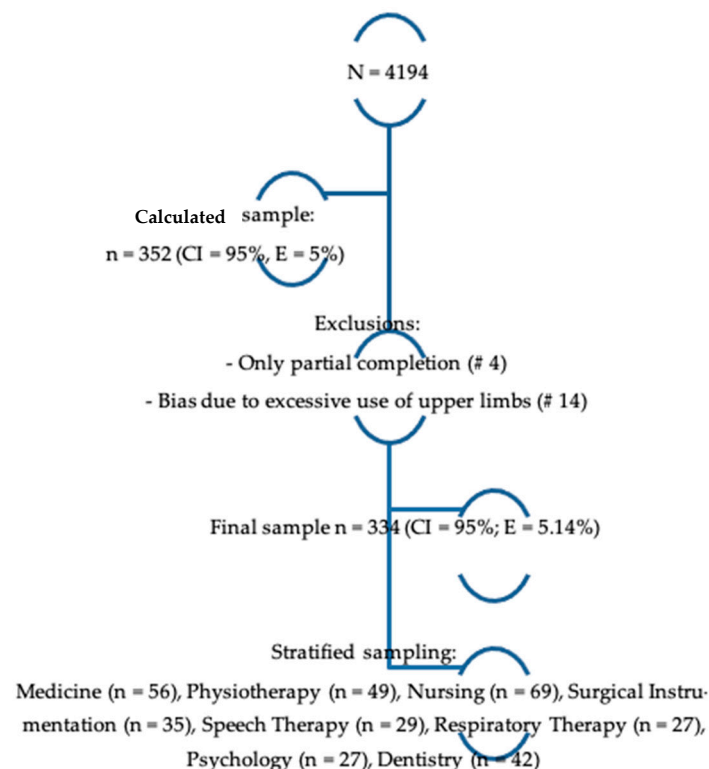 N = 4194
Calculated sample:
n = 352 (CI = 95%, E = 5%)
Exclusions:
- Only partial completion (# 4)
- Bias due to excessive use of upper limbs (# 14)
Final sample n = 334 (CI = 95%; E = 5.14%)
Stratified sampling:
Medicine (n = 56), Physiotherapy (n = 49), Nursing (n = 69), Surgical Instru-
mentation (n = 35), Speech Therapy (n = 29), Respiratory Therapy (n = 27),
Psychology (n = 27), Dentistry (n = 42)